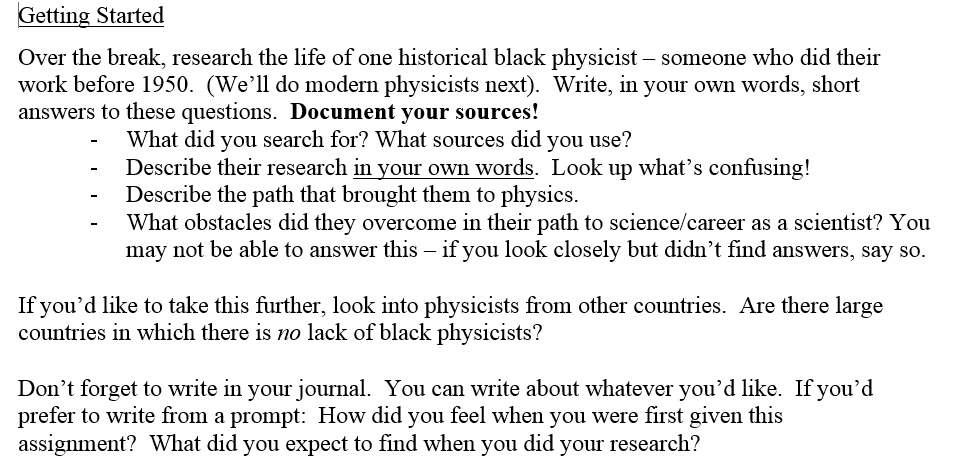 Getting Started
Over the break, research the life of one historical black physicist – someone who did their
work before 1950.  (We'll do modern physicists next).  Write, in your own words, short
answers to these questions.  Document your sources!
- What did you search for? What sources did you use?
- Describe their research in your own words.  Look up what's confusing!
- Describe the path that brought them to physics.
- What obstacles did they overcome in their path to science/career as a scientist? You
may not be able to answer this – if you look closely but didn't find answers, say so.
If you'd like to take this further, look into physicists from other countries.  Are there large
countries in which there is no lack of black physicists?
Don't forget to write in your journal.  You can write about whatever you'd like.  If you'd
prefer to write from a prompt:  How did you feel when you were first given this
assignment?  What did you expect to find when you did your research?